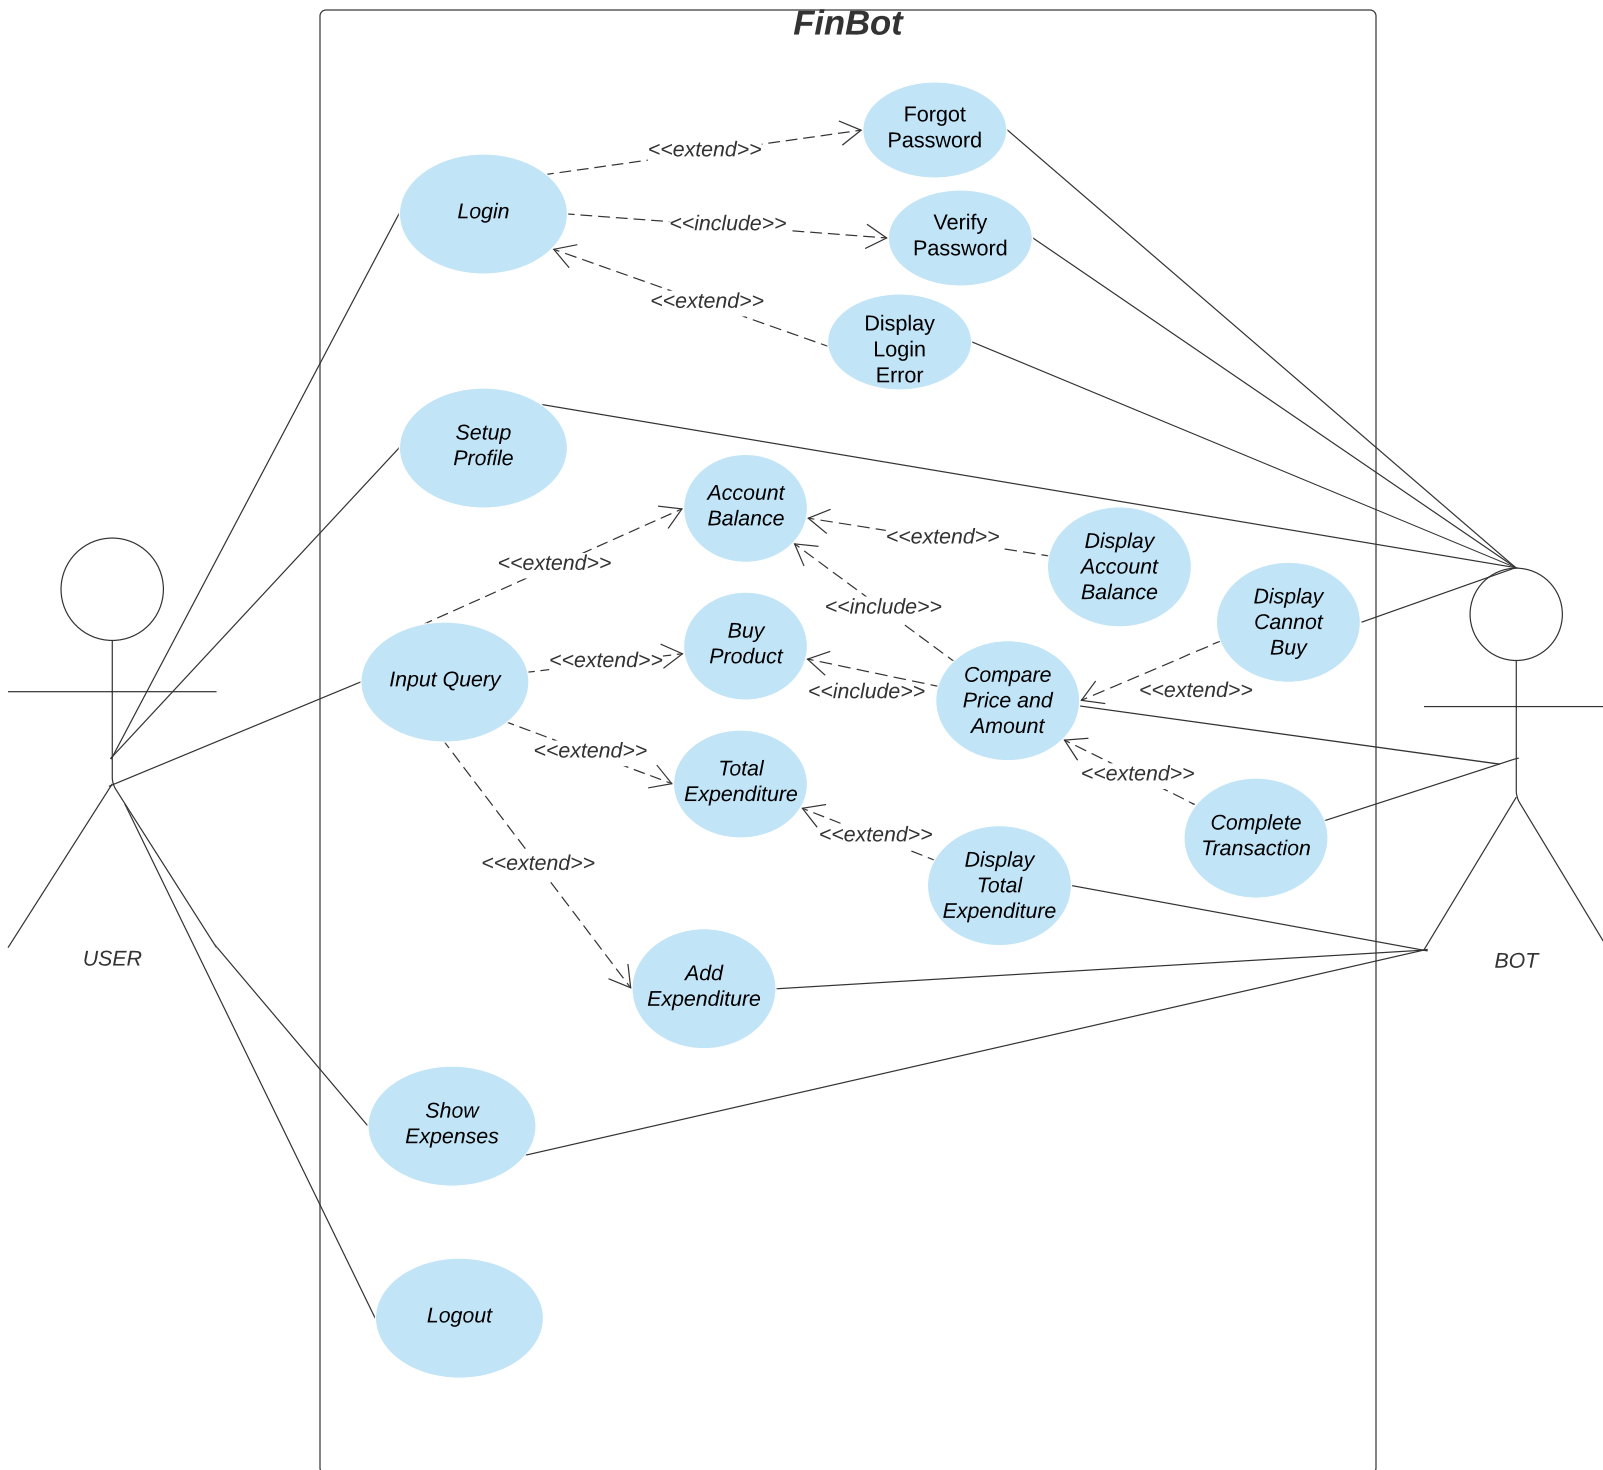 FinBot
Forgot
Password
<<extend>>
Login
<<include>>
Verify
Password
<<extend>>
Display
Login
Error
Setup
Profile
Account
Balance
<<extend>>
<<extend>>
Display
Account
Balance
<<include>>
Display
Cannot
Buy
Buy
Product
<<extend>>
Input Query
<<include>>
Compare
Price and
Amount
<<extend>>
<<extend>>
Total
Expenditure
<<extend>>
<<extend>>
Complete
Transaction
<<extend>>
Display
Total
Expenditure
USER
BOT
Add
Expenditure
Show
Expenses
Logout